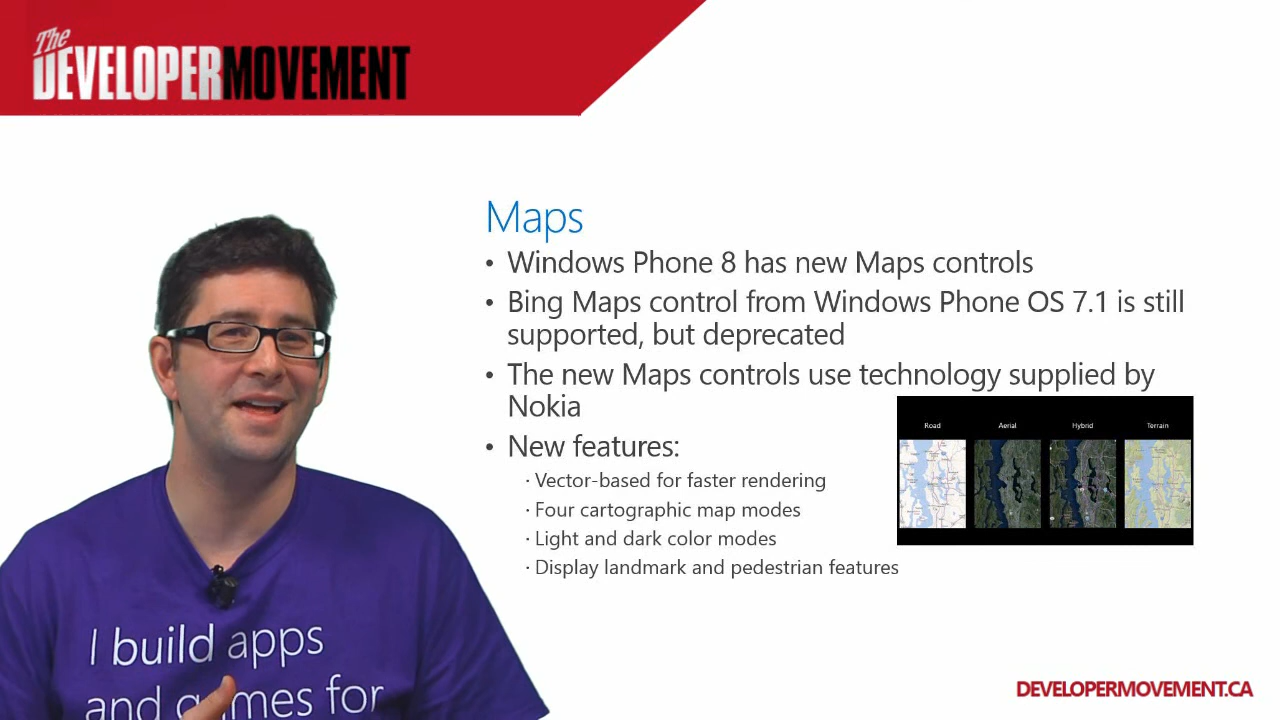 The
DEVELOPERMOVEMENT
Maps
• Windows Phone 8 has new Maps controls
• Bing Maps control from Windows Phone OS 7.1 is still
supported, but deprecated
• The new Maps controls use technology supplied by
Nokia
• New features:
· Vector-based for faster rendering
· Four cartographic map modes
· Light and dark color modes
· Display landmark and pedestrian features
Road Aerial Hybrid Terrain
I build apps
and games for
DEVELOPERMOVEMENT.CA